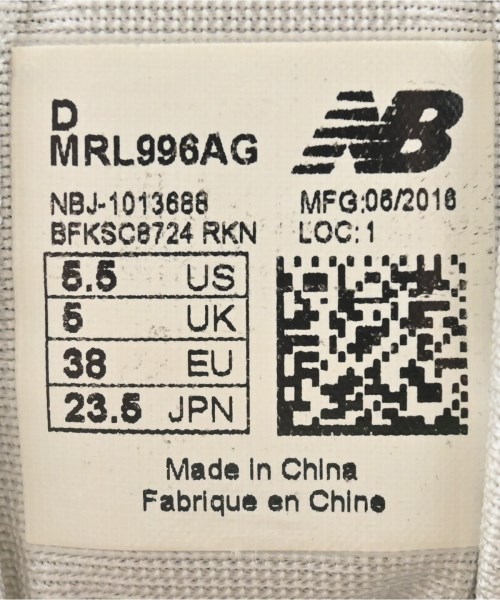 D
MRL996AG
NB
NBJ-1013688
BFKSC8724 RKN
MFG:06/2016
LOC: 1
5.5 US
5 UK
38 EU
23.5 JPN
Made in China
Fabrique en Chine